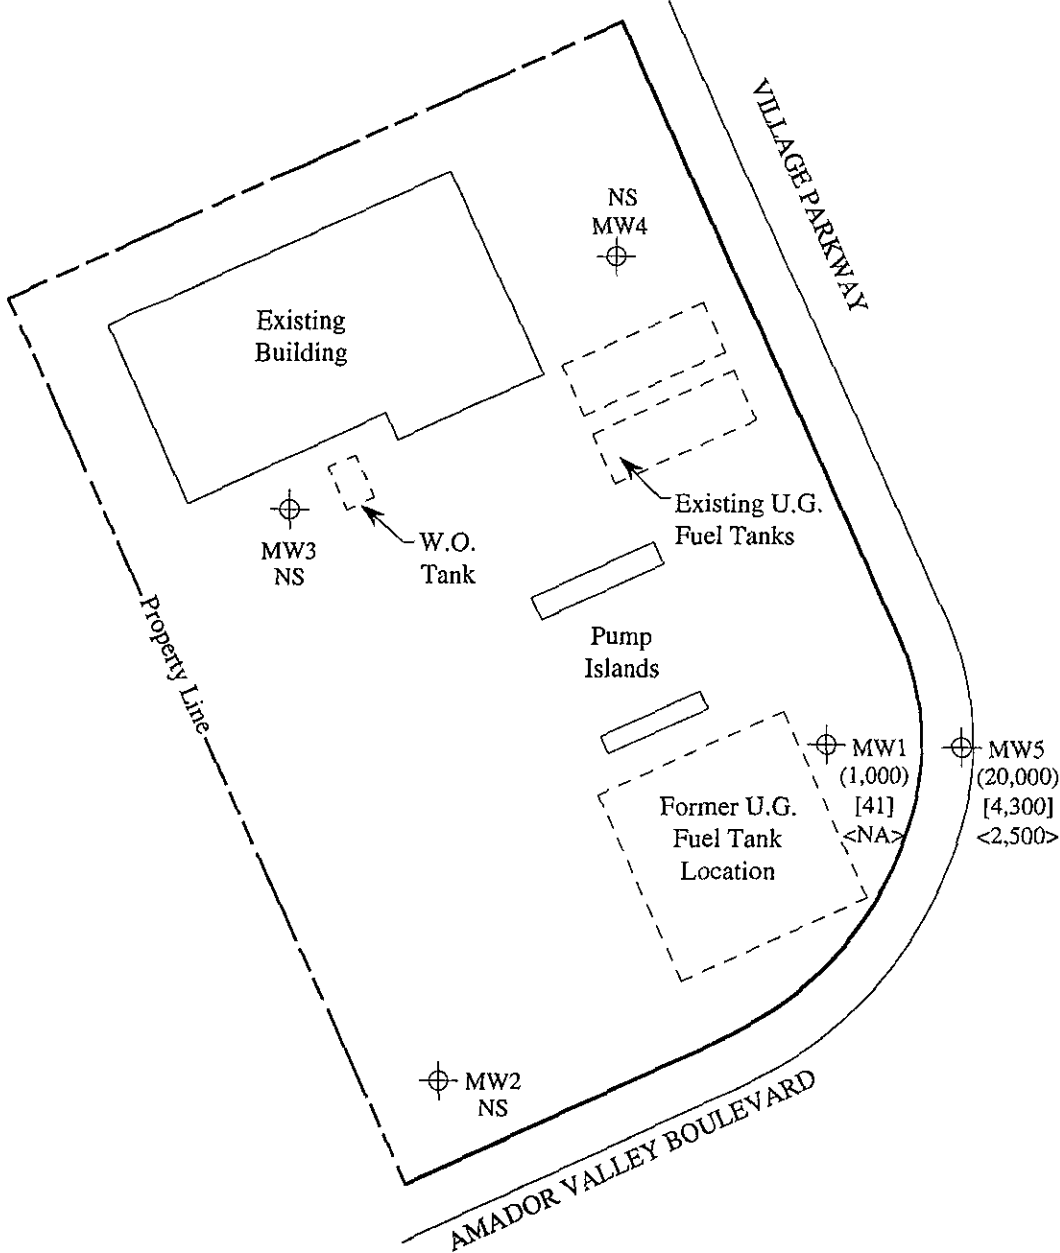 VILLAGE PARKWAY
NS
MW4
Existing
Building
Existing U.G.
Fuel Tanks
MW3
NS
W.O.
Tank
Property Line
Pump
Islands
MW1
(1,000)
[41]
<NA>
MW5
(20,000)
[4,300]
<2,500>
Former U.G.
Fuel Tank
Location
MW2
NS
AMADOR VALLEY BOULEVARD